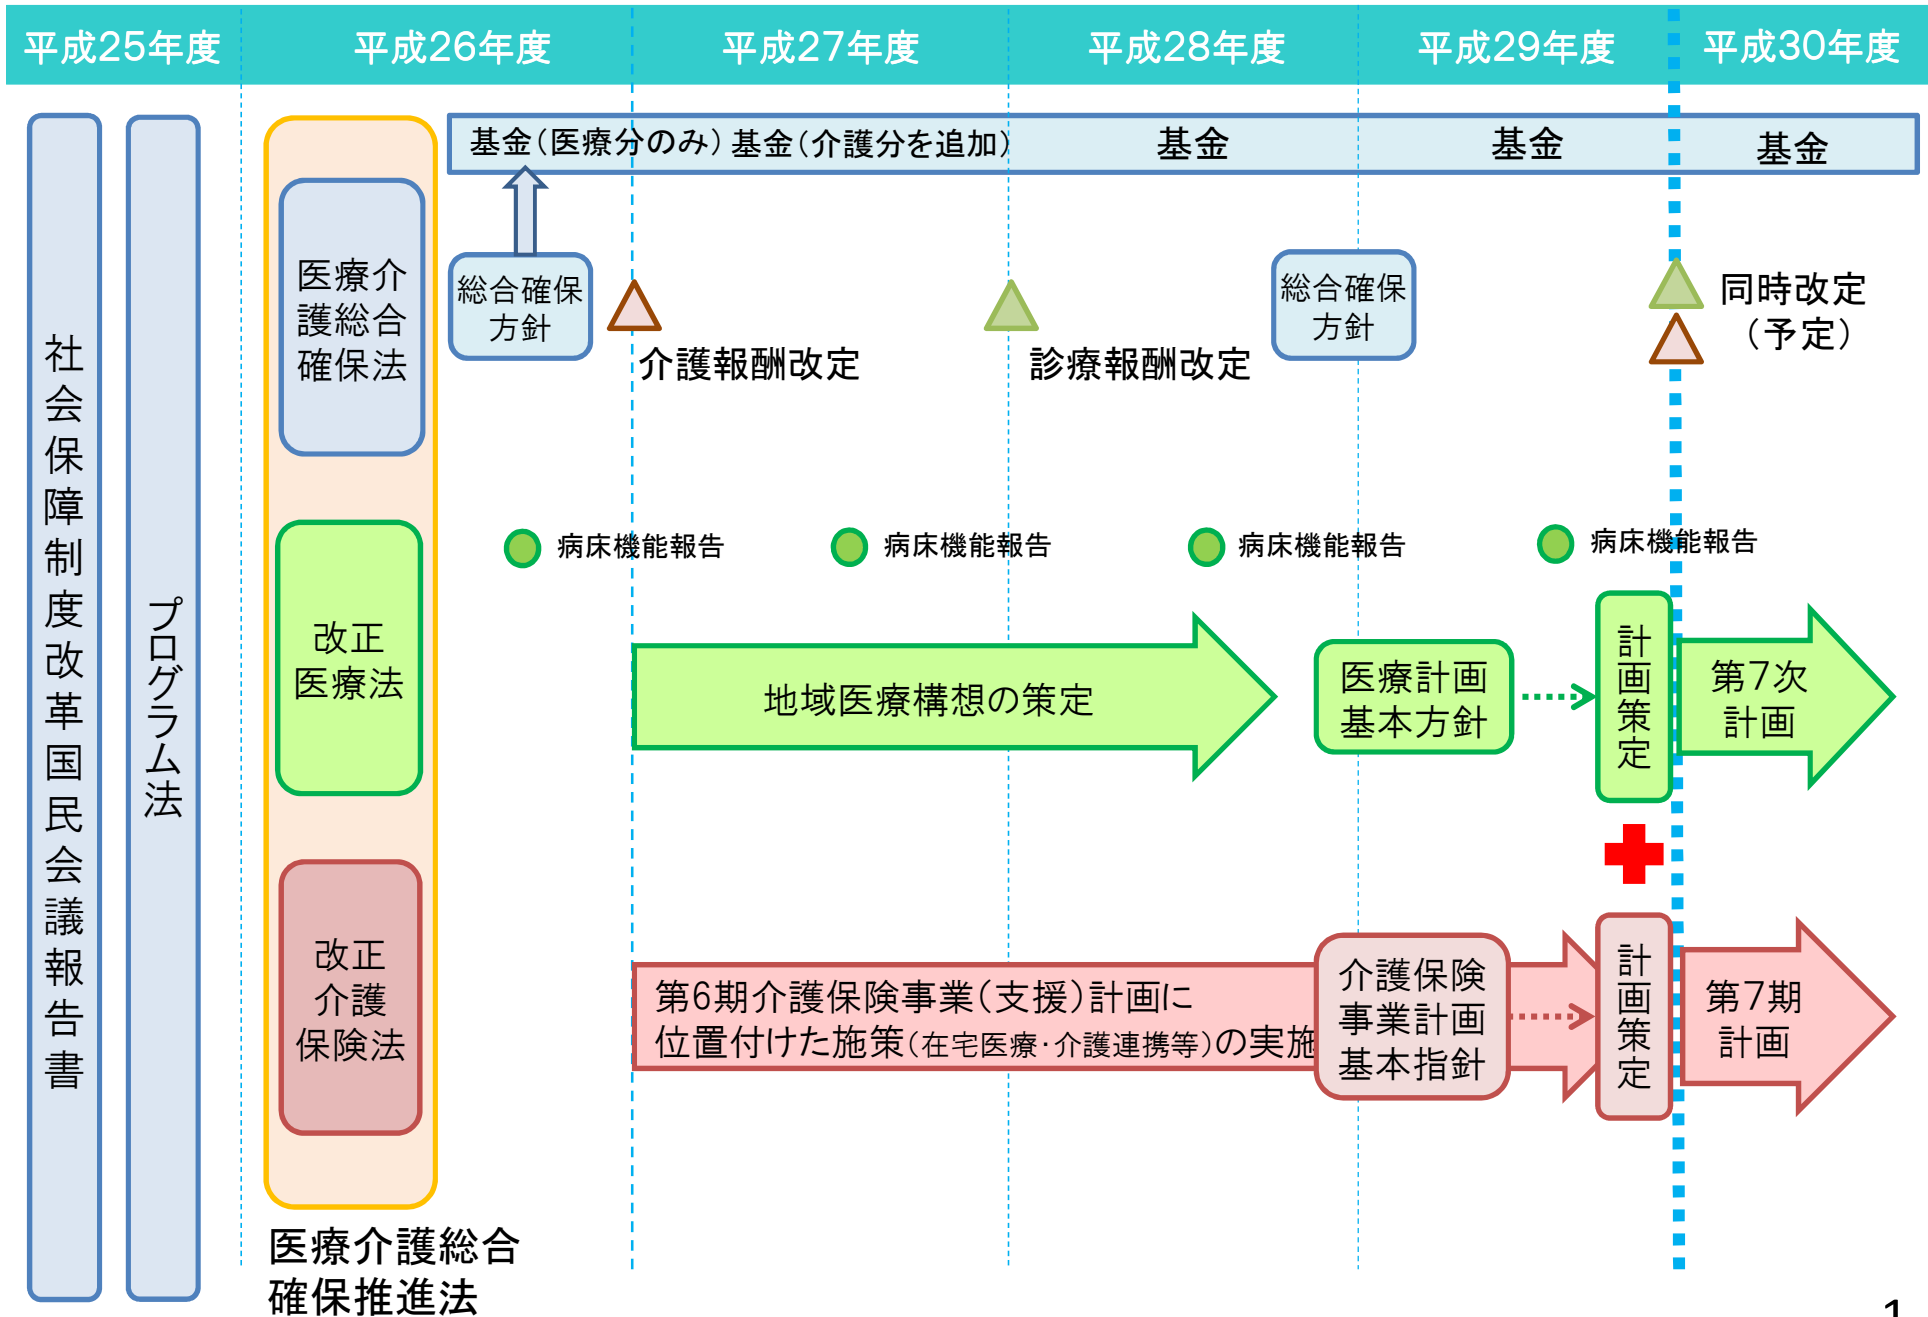 平成25年度
平成26年度
平成27年度
平成28年度
平成29年度
平成30年度
社会保障制度改革国民会議報告書
プログラム法
基金(医療分のみ)
基金(介護分を追加)
基金
基金
基金
医療介
護総合
確保法
総合確保
方針
介護報酬改定
診療報酬改定
総合確保
方針
同時改定
(予定)
病床機能報告
病床機能報告
病床機能報告
病床機能報告
改正
医療法
地域医療構想の策定
医療計画
基本方針
計画策定
第7次
計画
改正
介護
保険法
第6期介護保険事業(支援)計画に
位置付けた施策(在宅医療・介護連携等)の実施
介護保険
事業計画
基本指針
計画策定
第7期
計画
医療介護総合
確保推進法
1